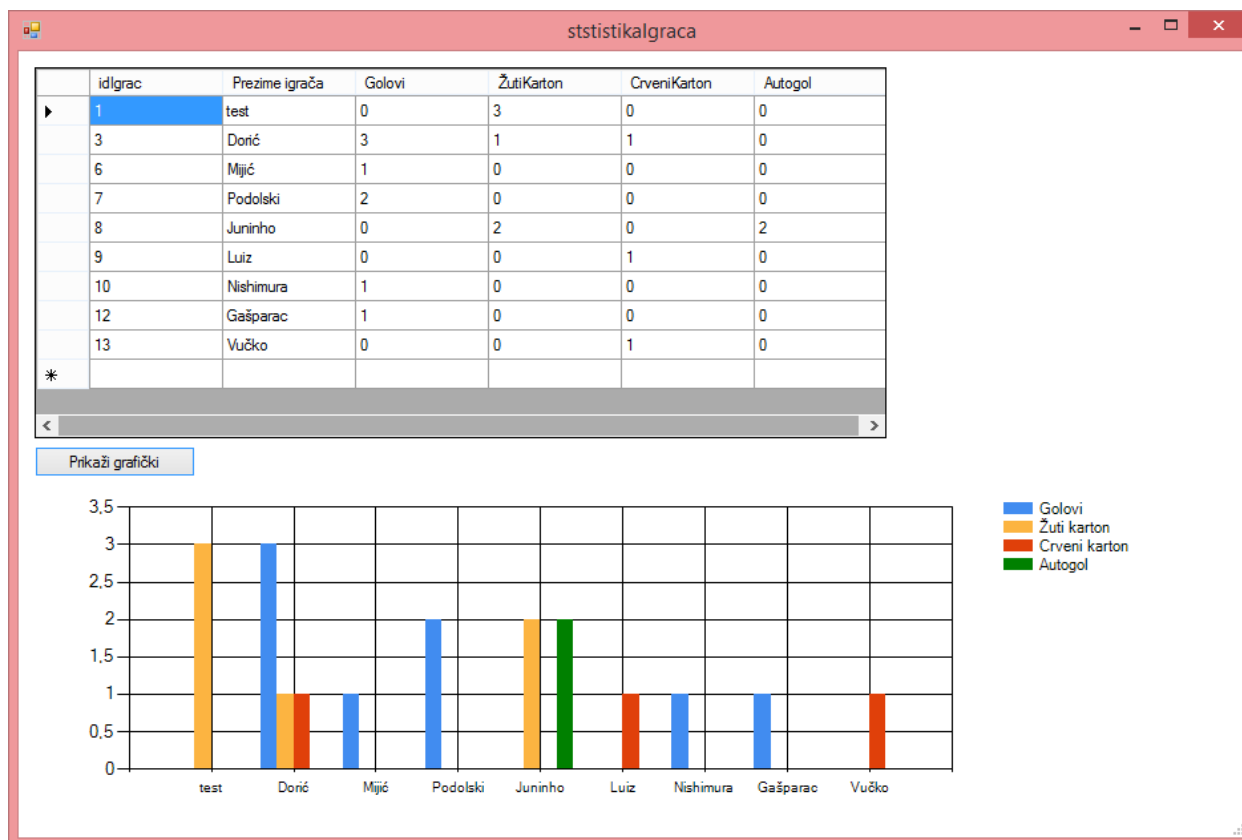 ststistikaIgraca
idIgrac Prezime igrača Golovi ŽutiKarton CrveniKarton Autogol
1 test 0 3 0 0
3 Dorić 3 1 1 0
6 Mijić 1 0 0 0
7 Podolski 2 0 0 0
8 Juninho 0 2 0 2
9 Luiz 0 0 1 0
10 Nishimura 1 0 0 0
12 Gašparac 1 0 0 0
13 Vučko 0 0 1 0
Prikaži grafički
3,5
3
2,5
2
1,5
1
0,5
0
test Dorić Mijić Podolski Juninho Luiz Nishimura Gašparac Vučko
Golovi
Žuti karton
Crveni karton
Autogol